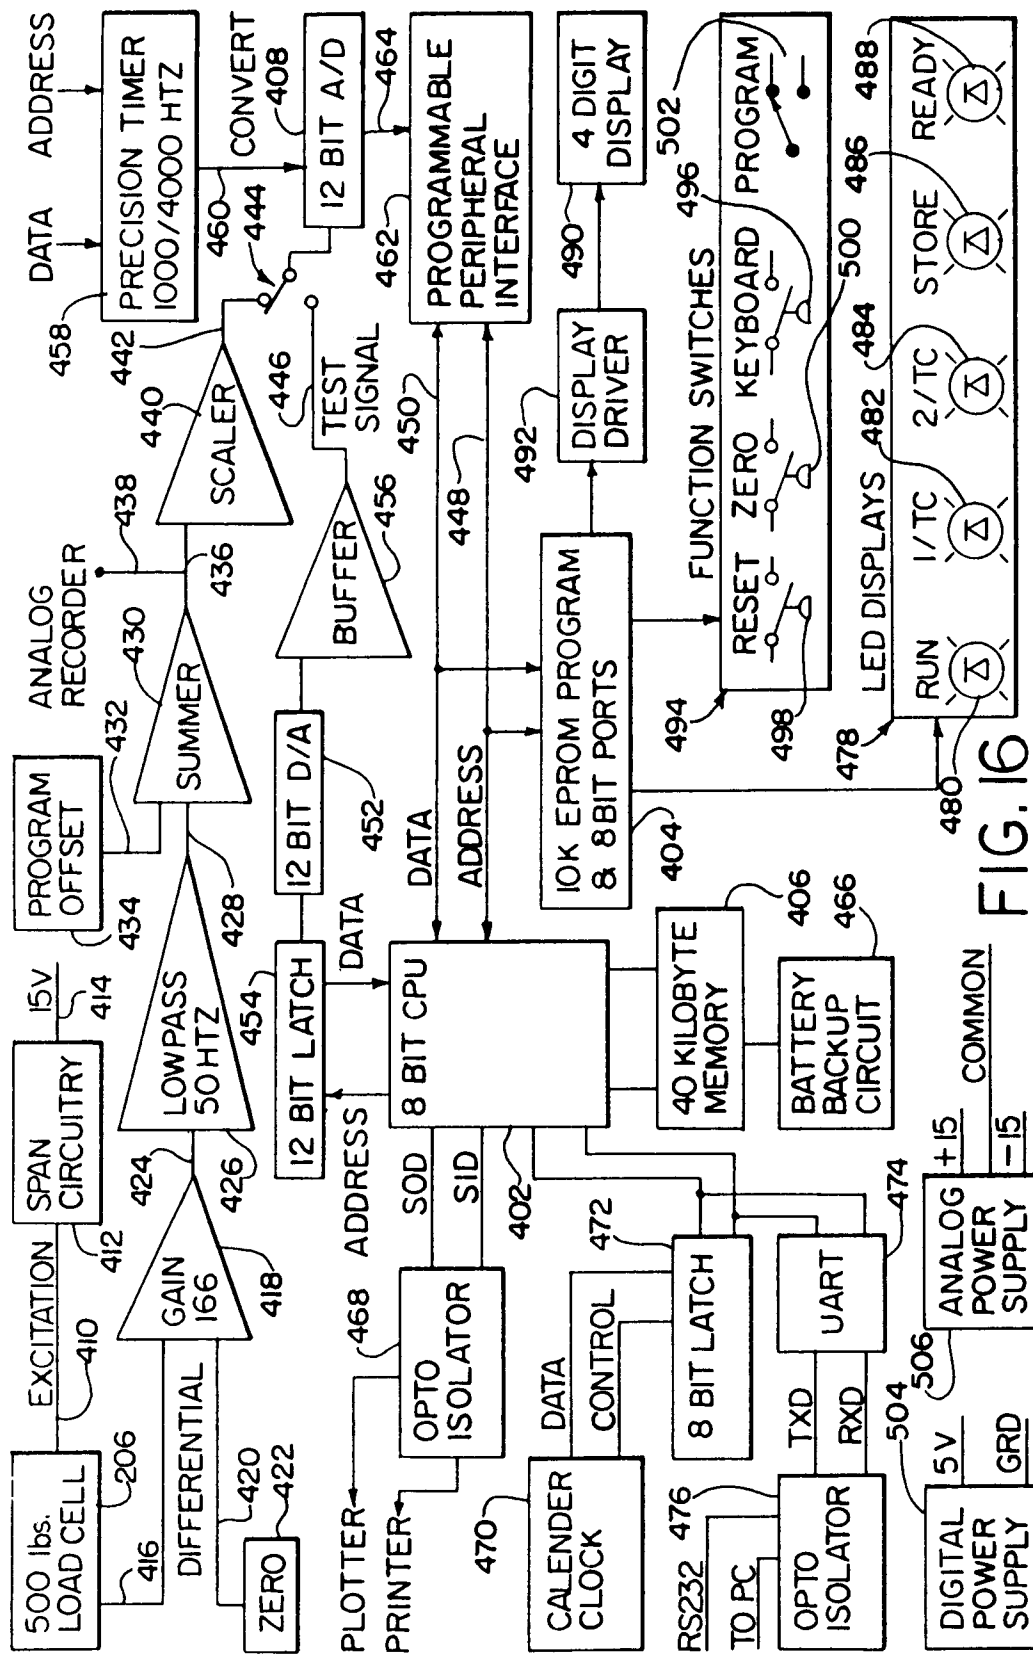 500 lbs.
LOAD CELL
206
EXCITATION
410
SPAN
CIRCUITRY
412
15V
414
416
DIFFERENTIAL
420
ZERO
422
GAIN
166
418
424
LOWPASS
50 HTZ
426
428
PROGRAM
OFFSET
434
432
SUMMER
430
ANALOG
RECORDER
438
436
SCALER
440
442
DATA
ADDRESS
PRECISION TIMER
1000/4000 HTZ
458
460
CONVERT
444
408
12 BIT A/D
464
446
TEST
SIGNAL
BUFFER
456
12 BIT D/A
452
12 BIT LATCH
454
ADDRESS
DATA
462
PROGRAMMABLE
PERIPHERAL
INTERFACE
450
448
DATA
ADDRESS
8 BIT CPU
402
SOD
SID
PLOTTER
PRINTER
468
OPTO
ISOLATOR
10K EPROM PROGRAM
& 8 BIT PORTS
404
492
DISPLAY
DRIVER
490
4 DIGIT
DISPLAY
40 KILOBYTE
MEMORY
406
BATTERY
BACKUP
CIRCUIT
466
470
CALENDER
CLOCK
DATA
CONTROL
472
8 BIT LATCH
RS232
TO PC
476
OPTO
ISOLATOR
TXD
RXD
UART
474
494
FUNCTION SWITCHES
RESET
ZERO
KEYBOARD
PROGRAM
498
500
496
502
478
LED DISPLAYS
RUN
1/TC
2/TC
STORE
READY
480
482
484
486
488
504
DIGITAL
POWER
SUPPLY
5V
GRD
506
ANALOG
POWER
SUPPLY
+15
COMMON
-15
FIG. 16